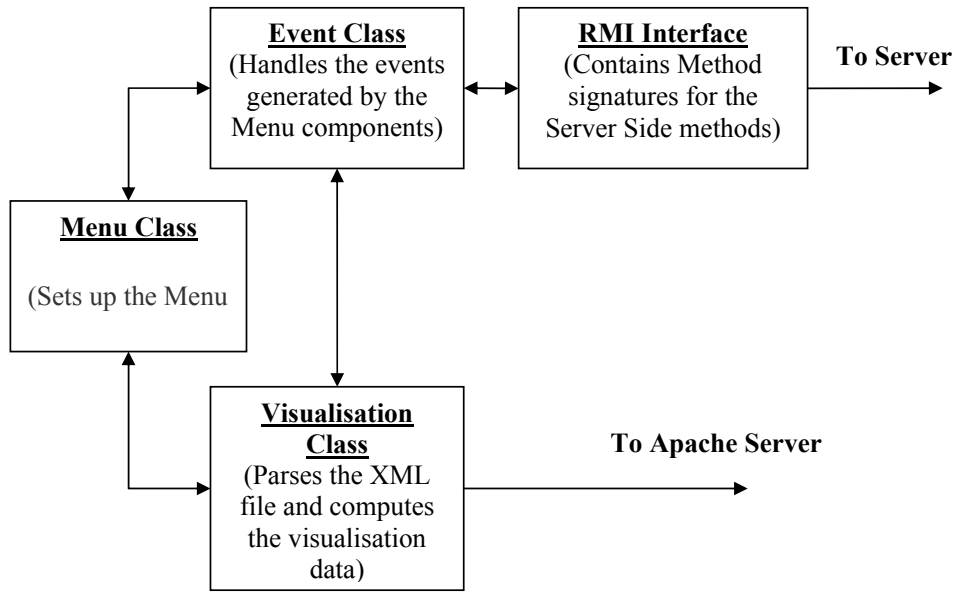 Event Class
(Handles the events
generated by the
Menu components)
RMI Interface
(Contains Method
signatures for the
Server Side methods)
To Server
Menu Class
(Sets up the Menu
Visualisation
Class
(Parses the XML
file and computes
the visualisation
data)
To Apache Server